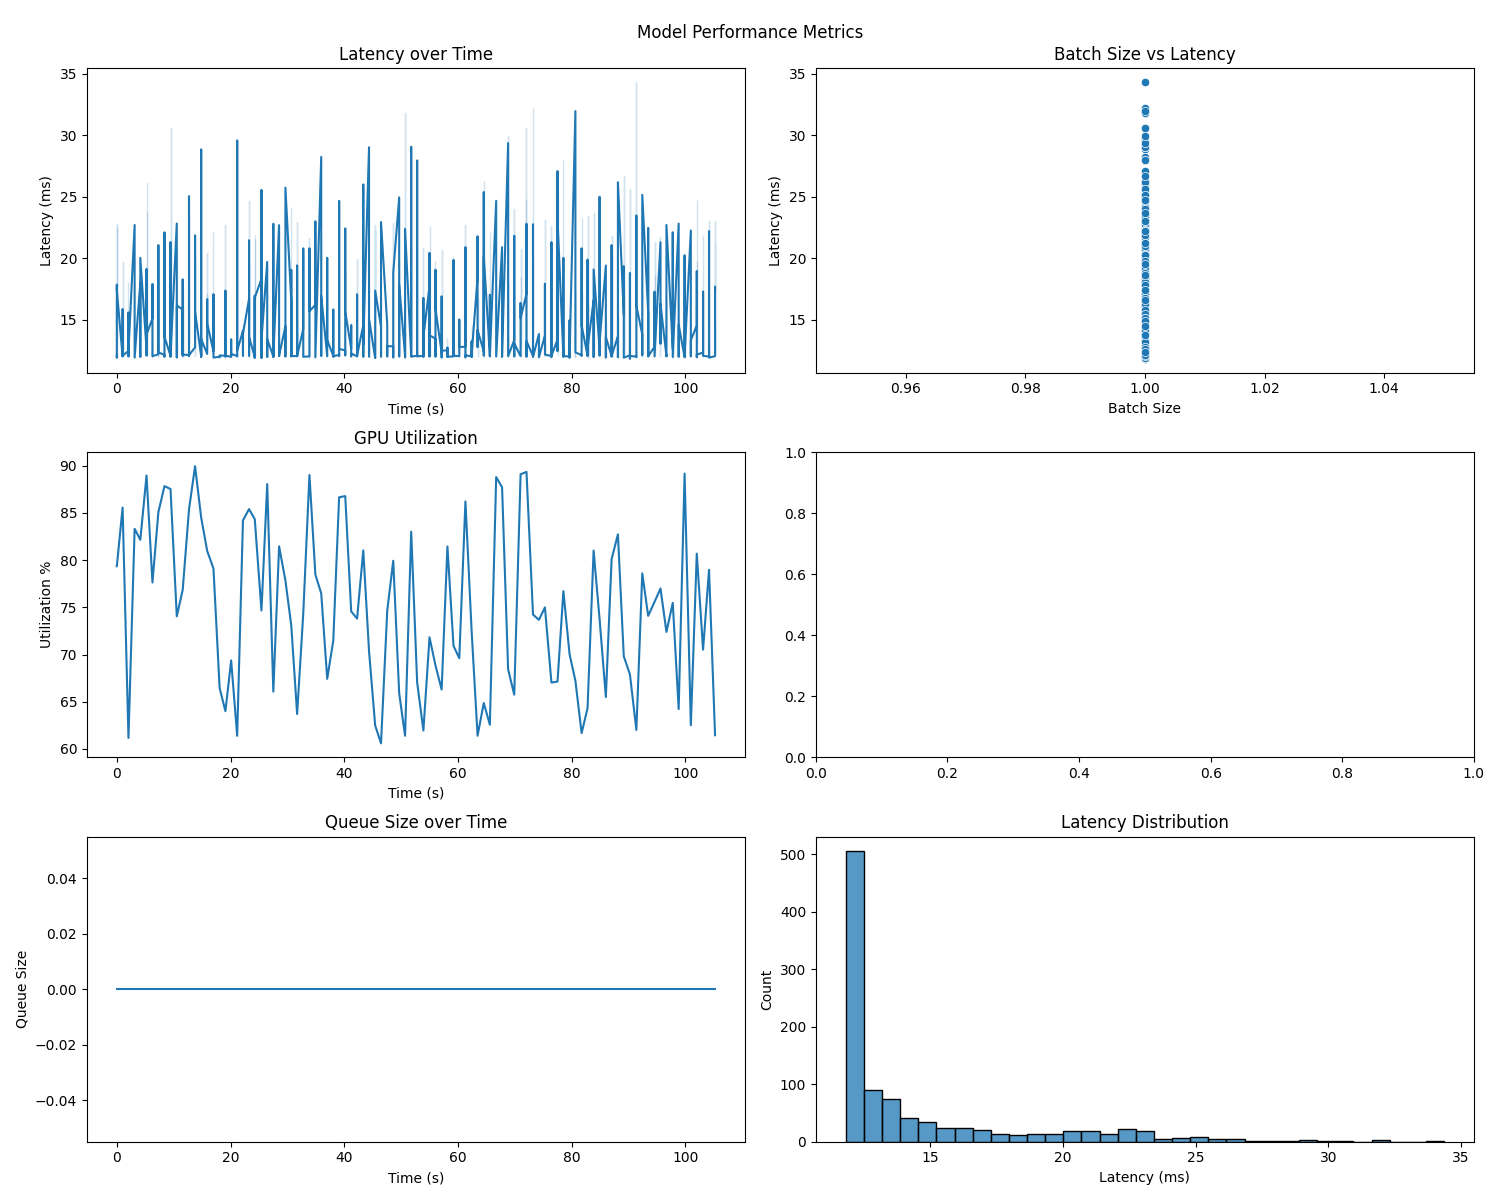 Model Performance Metrics
Latency over Time
Latency (ms)
35
30
25
20
15
0 20 40 60 80 100
Time (s)
Batch Size vs Latency
Latency (ms)
35
30
25
20
15
0.96 0.98 1.00 1.02 1.04
Batch Size
GPU Utilization
Utilization %
90
85
80
75
70
65
60
0 20 40 60 80 100
Time (s)
1.0
0.8
0.6
0.4
0.2
0.0
0.0 0.2 0.4 0.6 0.8 1.0
Queue Size over Time
Queue Size
0.04
0.02
0.00
−0.02
−0.04
0 20 40 60 80 100
Time (s)
Latency Distribution
Count
500
400
300
200
100
0
15 20 25 30 35
Latency (ms)